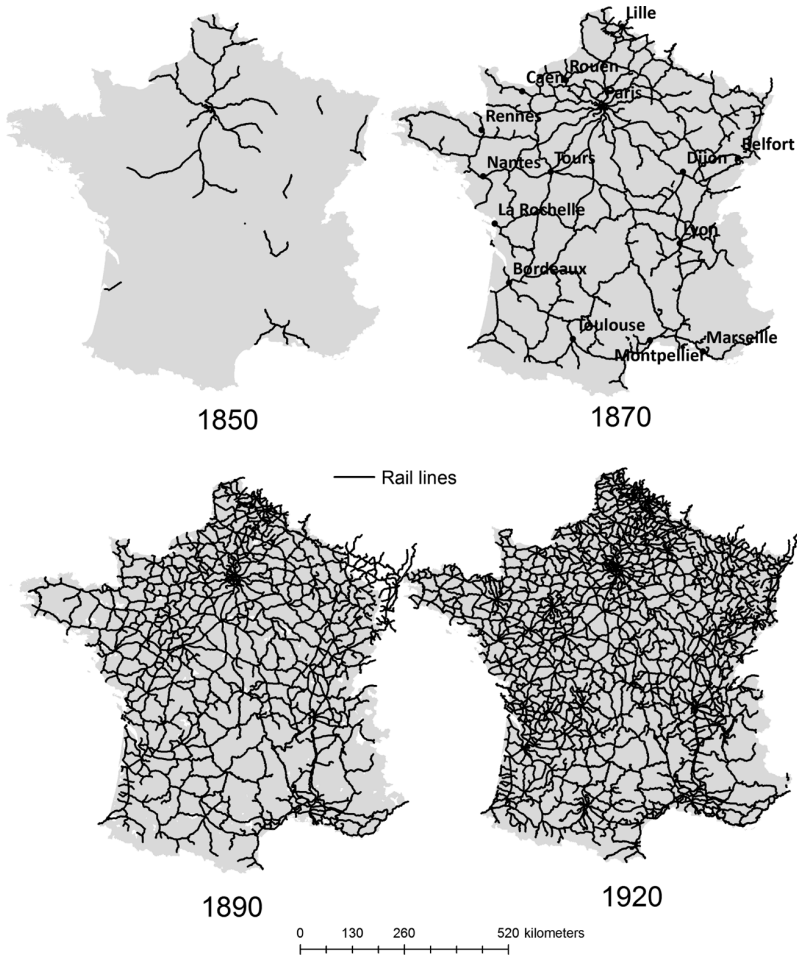 Lille
Rouen
Caen
Paris
Rennes
Belfort
Nantes
Tours
Dijon
La Rochelle
Lyon
Bordeaux
Toulouse
Marseille
Montpellier
1850
1870
Rail lines
1890
1920
0 130 260 520 kilometers